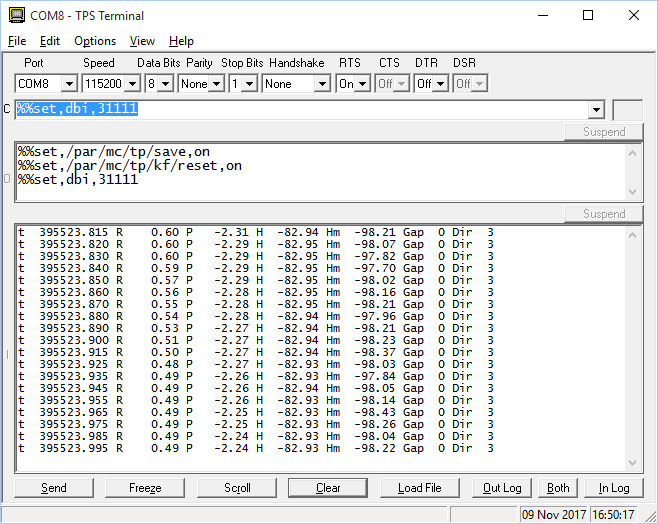 COM8 - TPS Terminal
File Edit Options View Help
Port Speed Data Bits Parity Stop Bits Handshake RTS CTS DTR DSR
COM8 115200 8 None 1 None On Off Off Off
C %%set,dbi,31111
Suspend
O %%set,/par/mc/tp/save,on
%%set,/par/mc/tp/kf/reset,on
%%set,dbi,31111
Suspend
t 395523.815 R 0.60 P -2.31 H -82.94 Hm -98.21 Gap 0 Dir 3
t 395523.820 R 0.60 P -2.29 H -82.95 Hm -98.07 Gap 0 Dir 3
t 395523.830 R 0.60 P -2.29 H -82.95 Hm -97.82 Gap 0 Dir 3
t 395523.840 R 0.59 P -2.29 H -82.95 Hm -97.70 Gap 0 Dir 3
t 395523.850 R 0.57 P -2.29 H -82.95 Hm -98.02 Gap 0 Dir 3
t 395523.860 R 0.56 P -2.28 H -82.95 Hm -98.16 Gap 0 Dir 3
t 395523.870 R 0.55 P -2.28 H -82.95 Hm -98.21 Gap 0 Dir 3
t 395523.880 R 0.54 P -2.28 H -82.94 Hm -97.96 Gap 0 Dir 3
t 395523.890 R 0.53 P -2.27 H -82.94 Hm -98.21 Gap 0 Dir 3
t 395523.900 R 0.51 P -2.27 H -82.94 Hm -98.23 Gap 0 Dir 3
t 395523.915 R 0.50 P -2.27 H -82.94 Hm -98.37 Gap 0 Dir 3
t 395523.925 R 0.48 P -2.27 H -82.93 Hm -98.03 Gap 0 Dir 3
t 395523.935 R 0.49 P -2.26 H -82.93 Hm -97.84 Gap 0 Dir 3
t 395523.945 R 0.49 P -2.26 H -82.94 Hm -98.05 Gap 0 Dir 3
t 395523.955 R 0.49 P -2.26 H -82.93 Hm -98.14 Gap 0 Dir 3
t 395523.965 R 0.49 P -2.25 H -82.93 Hm -98.43 Gap 0 Dir 3
t 395523.975 R 0.49 P -2.25 H -82.93 Hm -98.26 Gap 0 Dir 3
t 395523.985 R 0.49 P -2.24 H -82.93 Hm -98.04 Gap 0 Dir 3
t 395523.995 R 0.49 P -2.24 H -82.93 Hm -98.22 Gap 0 Dir 3
I
Send Freeze Scroll Clear Load File Out Log Both In Log
09 Nov 2017 16:50:17